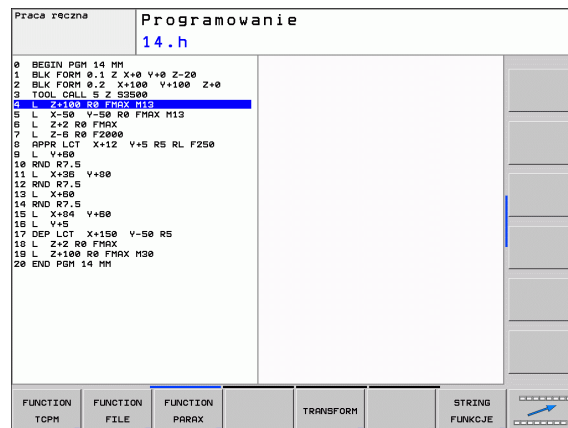 Praca ręczna
Programowanie
14.h
0 BEGIN PGM 14 MM
1 BLK FORM 0.1 Z X+0 Y+0 Z-20
2 BLK FORM 0.2 X+100 Y+100 Z+0
3 TOOL CALL 5 Z S3500
4 L Z+100 R0 FMAX M13
5 L X-50 Y-50 R0 FMAX M13
6 L Z+2 R0 FMAX
7 L Z-6 R0 F2000
8 APPR LCT X+12 Y+5 R5 RL F250
9 L Y+60
10 RND R7.5
11 L X+36 Y+80
12 RND R7.5
13 L X+60
14 RND R7.5
15 L X+84 Y+60
16 L Y+5
17 DEP LCT X+150 Y-50 R5
18 L Z+2 R0 FMAX
19 L Z+100 R0 FMAX M30
20 END PGM 14 MM
FUNCTION TCPM
FUNCTION FILE
FUNCTION PARAX
TRANSFORM
STRING FUNKCJE